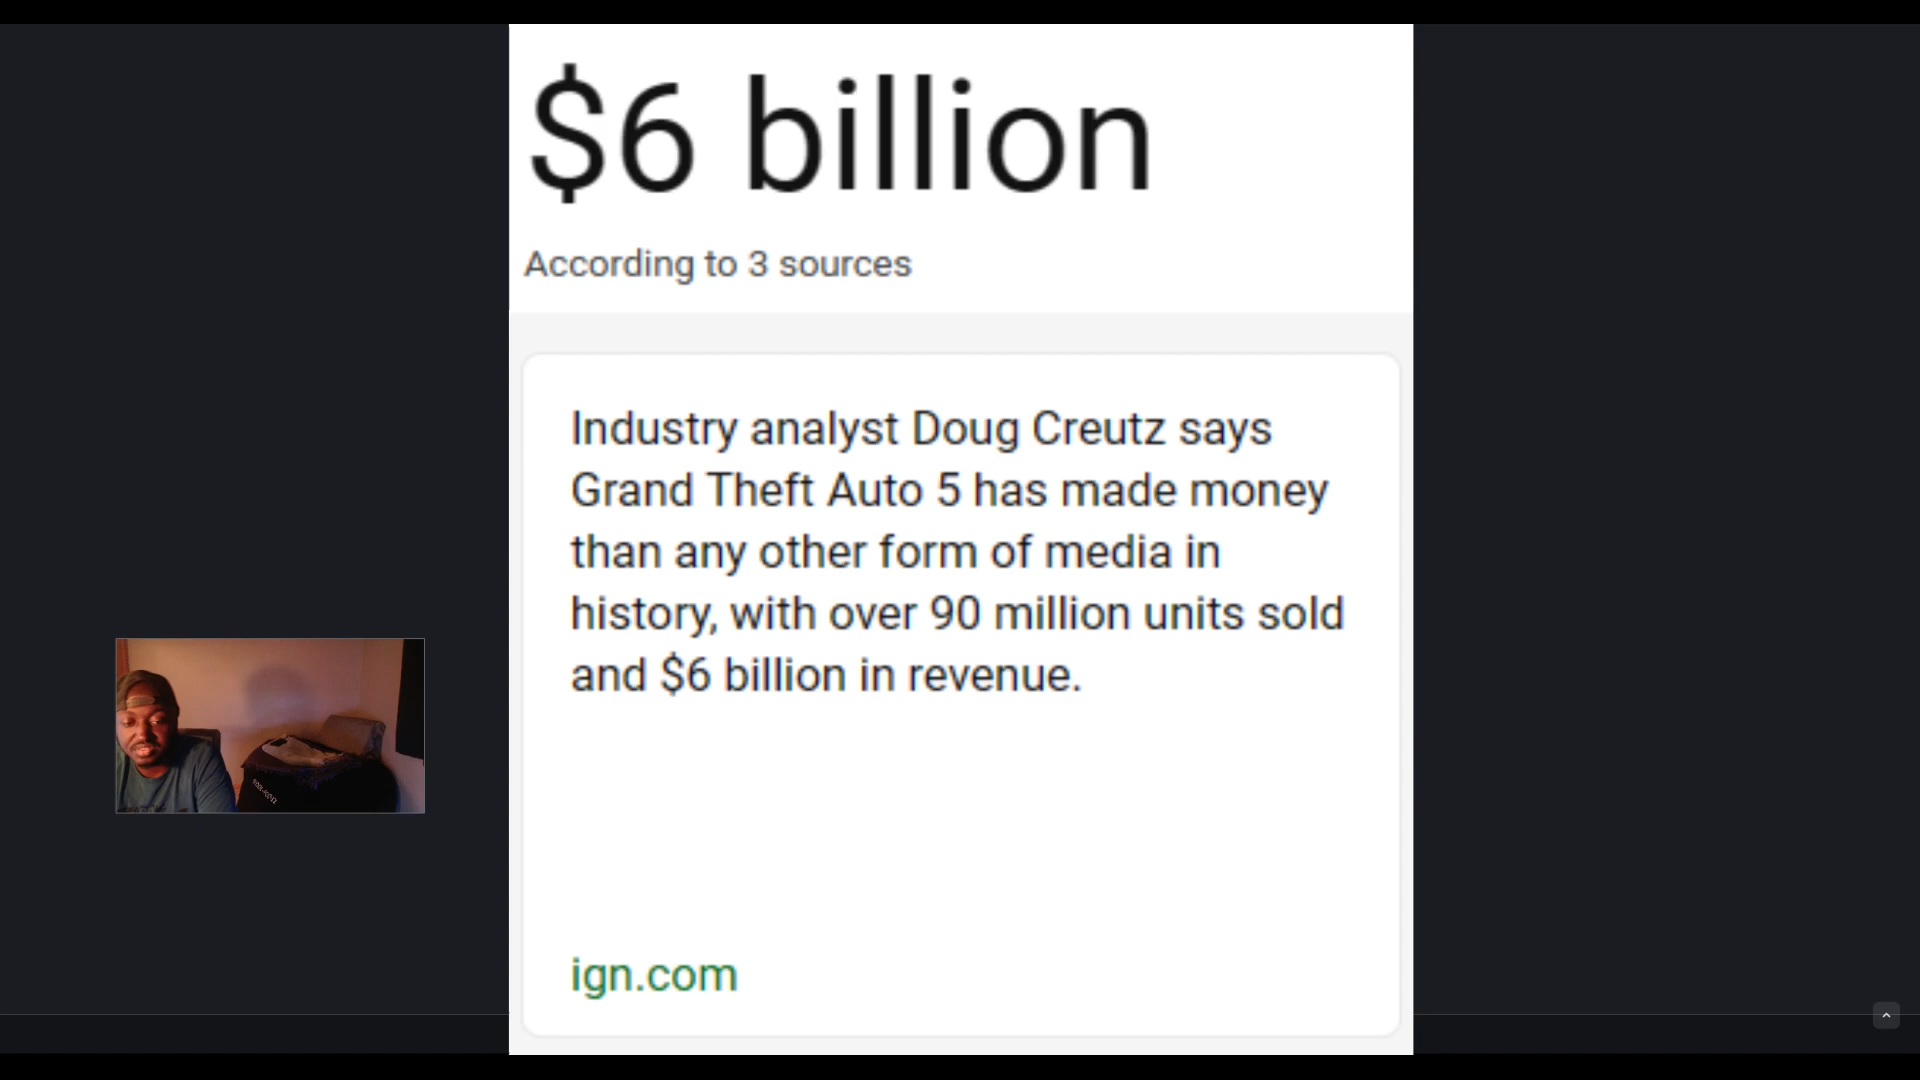 $6 billion
According to 3 sources
Industry analyst Doug Creutz says
Grand Theft Auto 5 has made money
than any other form of media in
history, with over 90 million units sold
and $6 billion in revenue.
ign.com